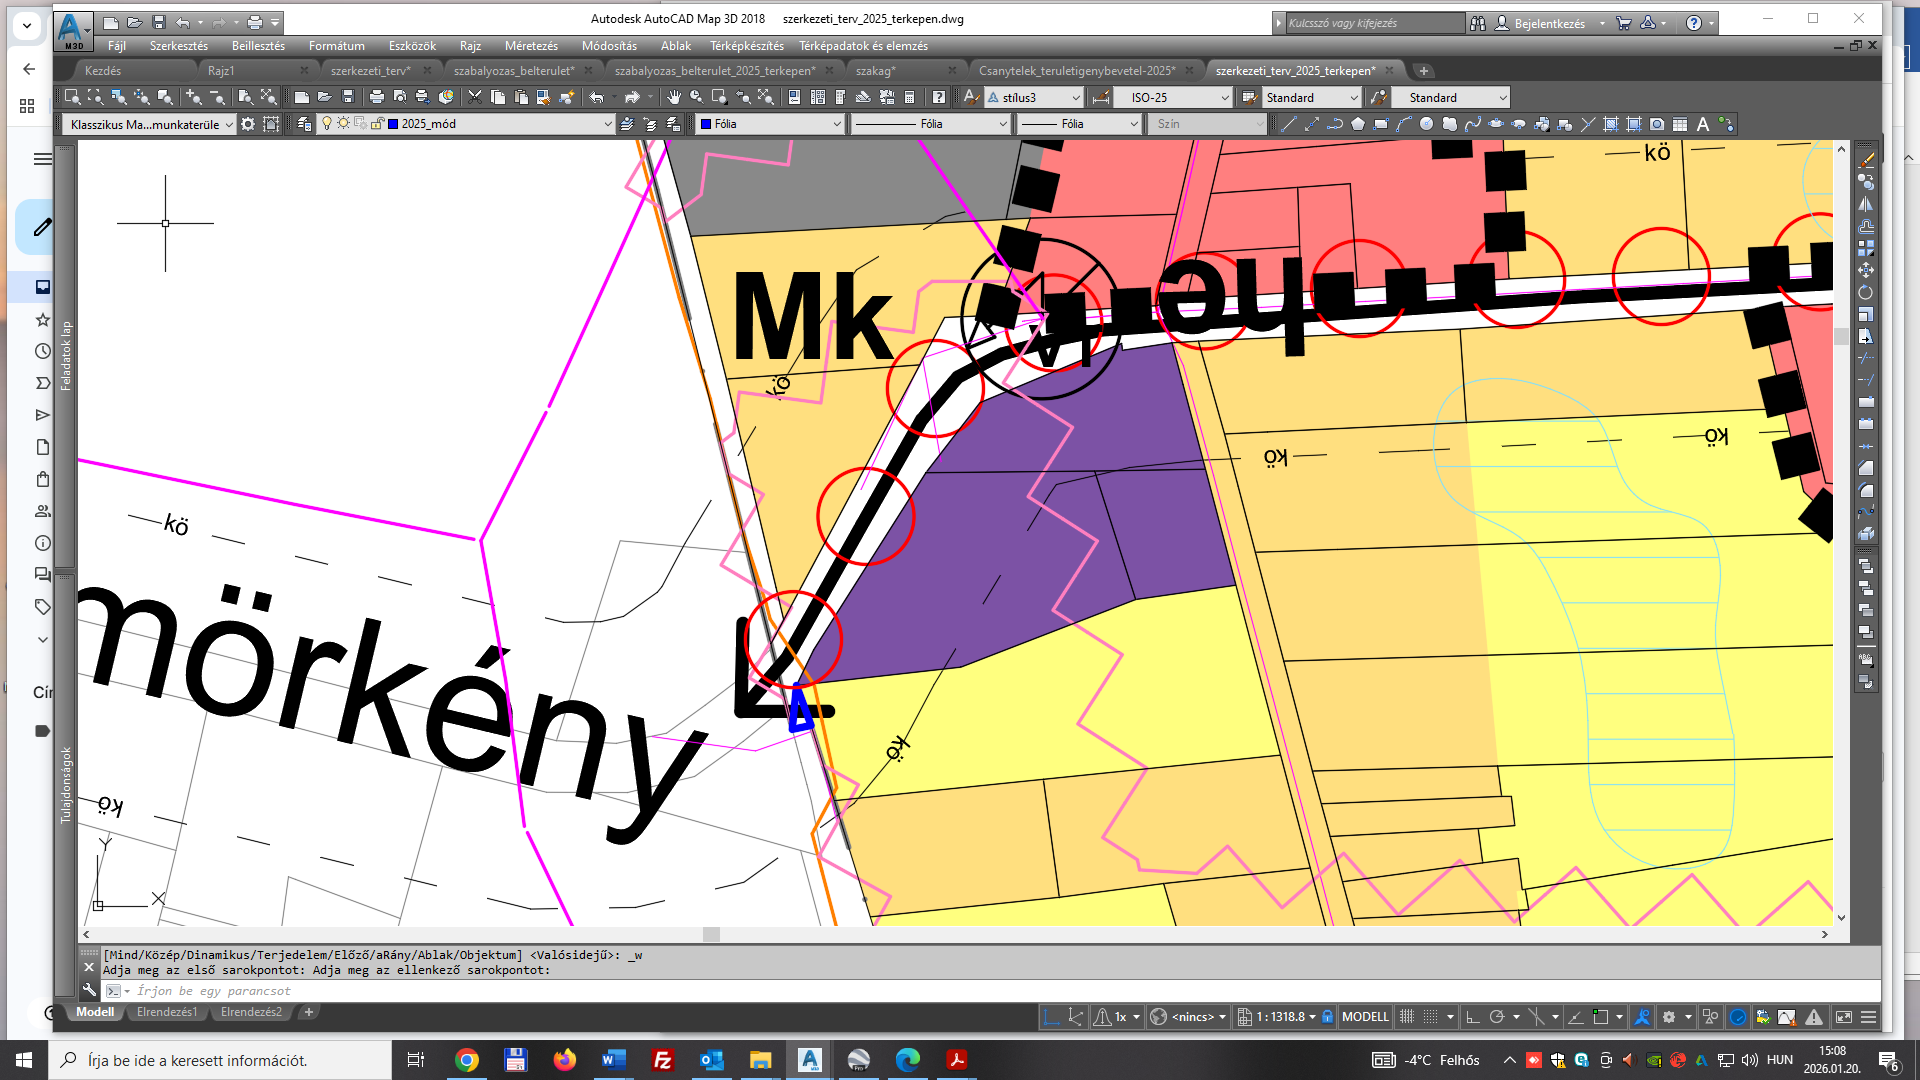 Autodesk AutoCAD Map 3D 2018 szerkezeti_terv_2025_terkepen.dwg
Kulcsszó vagy kifejezés
Bejelentkezés
M3D
Fájl Szerkesztés Beillesztés Formátum Eszközök Rajz Méretezés Módosítás Ablak Térképkészítés Térképadatok és elemzés
Kezdés Rajz1 szerkezeti_terv* szabalyozas_belterulet* szabalyozas_belterulet_2025_terkepen* szakag* Csanytelek_teruletigenybevetel-2025* szerkezeti_terv_2025_terkepen*
stílus3 ISO-25 Standard Standard
Klasszikus Ma...munkaterüle 2025_mód Fólia Fólia Fólia Szín
Feladatok lap
Tulajdonságok
Cír
kö
Mk
kö
VI
kö
kö
kö
mörkény
kö
kö
Y
X
[Mind/Közép/Dinamikus/Terjedelem/Előző/aRány/Ablak/Objektum] <Valósidejű>: _w
Adja meg az első sarokpontot: Adja meg az ellenkező sarokpontot:
Írjon be egy parancsot
Modell Elrendezés1 Elrendezés2
1x <nincs> 1:1318.8 MODELL
Írja be ide a keresett információt.
-4°C Felhős
HUN
15:08
2026.01.20.
6